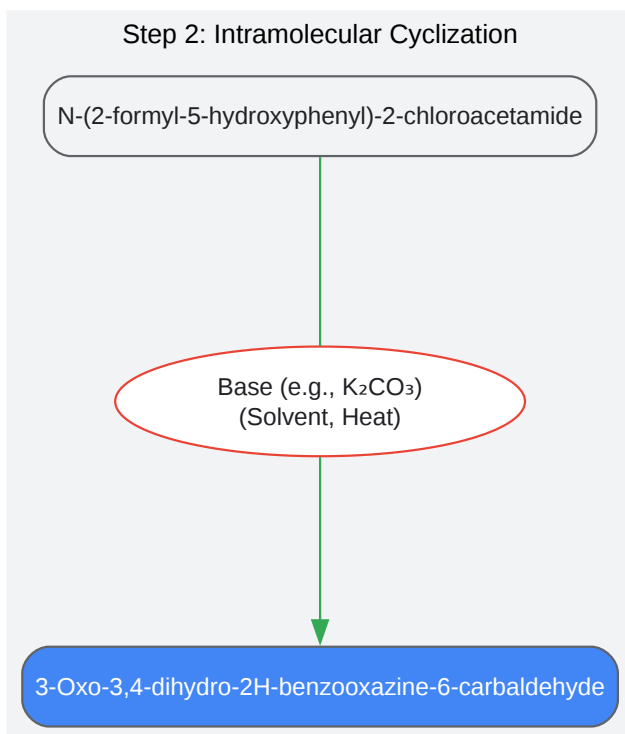 Step 2: Intramolecular Cyclization
N-(2-formyl-5-hydroxyphenyl)-2-chloroacetamide
Base (e.g., K₂CO₃)
(Solvent, Heat)
3-Oxo-3,4-dihydro-2H-benzooxazine-6-carbaldehyde